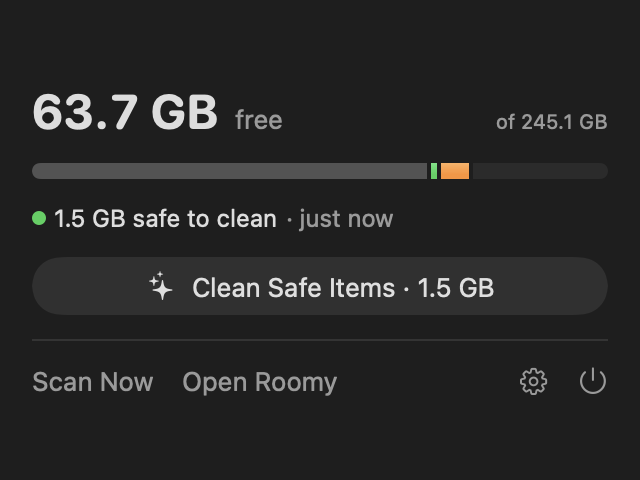 63.7 GB free of 245.1 GB
1.5 GB safe to clean · just now
Clean Safe Items · 1.5 GB
Scan Now Open Roomy